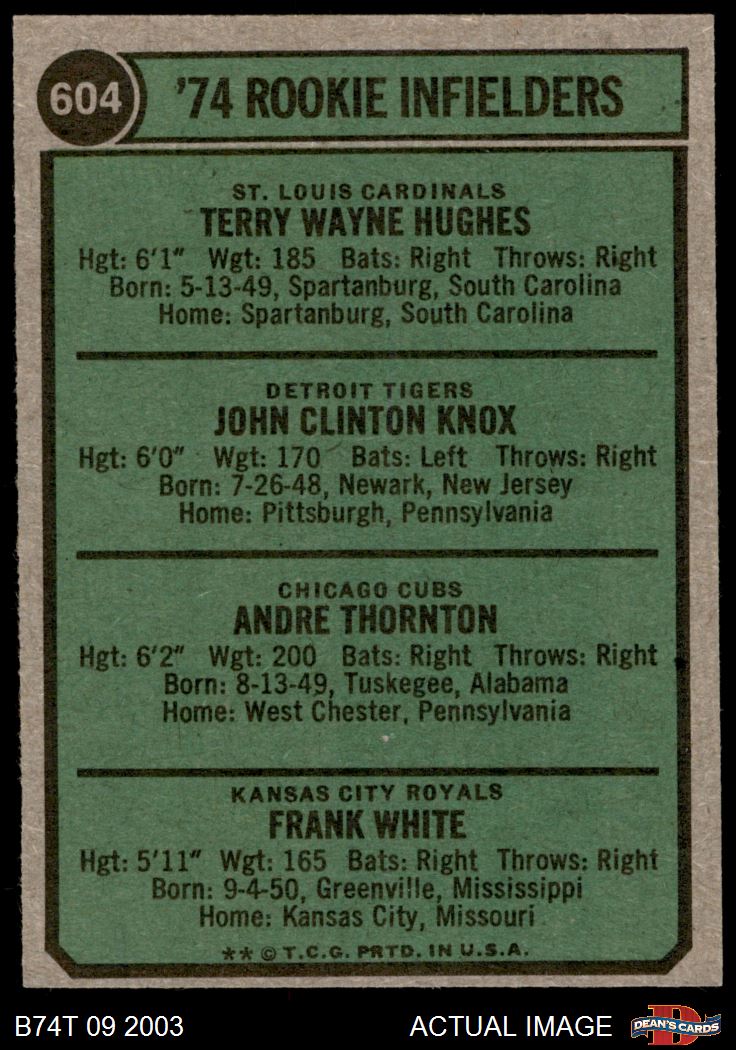 604
'74 ROOKIE INFIELDERS
ST. LOUIS CARDINALS
TERRY WAYNE HUGHES
Hgt: 6'1" Wgt: 185 Bats: Right Throws: Right
Born: 5-13-49, Spartanburg, South Carolina
Home: Spartanburg, South Carolina
DETROIT TIGERS
JOHN CLINTON KNOX
Hgt: 6'0" Wgt: 170 Bats: Left Throws: Right
Born: 7-26-48, Newark, New Jersey
Home: Pittsburgh, Pennsylvania
CHICAGO CUBS
ANDRE THORNTON
Hgt: 6'2" Wgt: 200 Bats: Right Throws: Right
Born: 8-13-49, Tuskegee, Alabama
Home: West Chester, Pennsylvania
KANSAS CITY ROYALS
FRANK WHITE
Hgt: 5'11" Wgt: 165 Bats: Right Throws: Right
Born: 9-4-50, Greenville, Mississippi
Home: Kansas City, Missouri
** © T.C.G. PRTD. IN U.S.A.
B74T 09 2003 ACTUAL IMAGE
D
DEAN'S CARDS